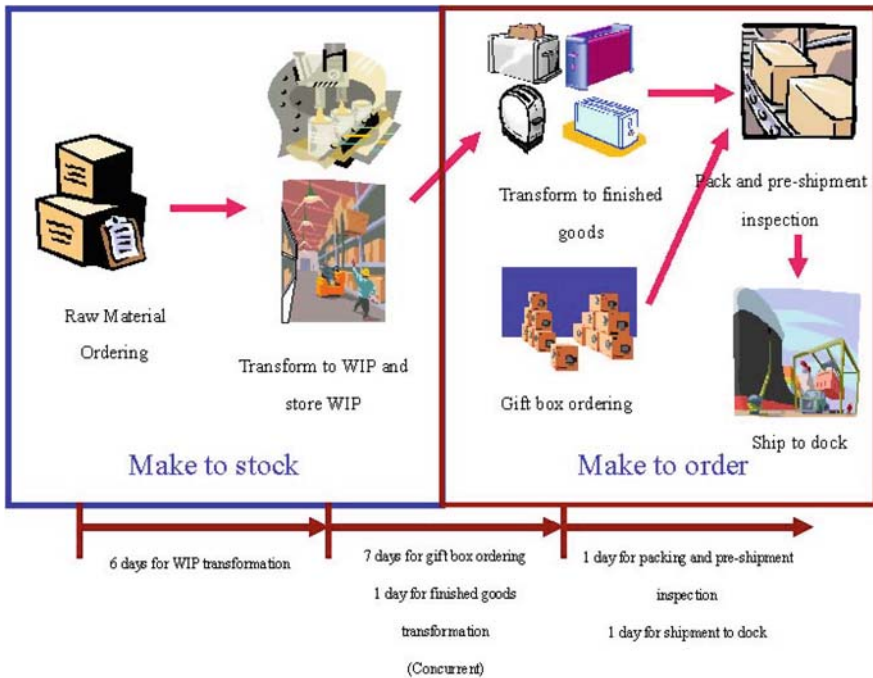 Raw Material
Ordering
Transform to WIP and
store WIP
Make to stock
Transform to finished
goods
Gift box ordering
Pack and pre-shipment
inspection
Ship to dock
Make to order
6 days for WIP transformation
7 days for gift box ordering
1 day for finished goods
transformation
(Concurrent)
1 day for packing and pre-shipment
inspection
1 day for shipment to dock